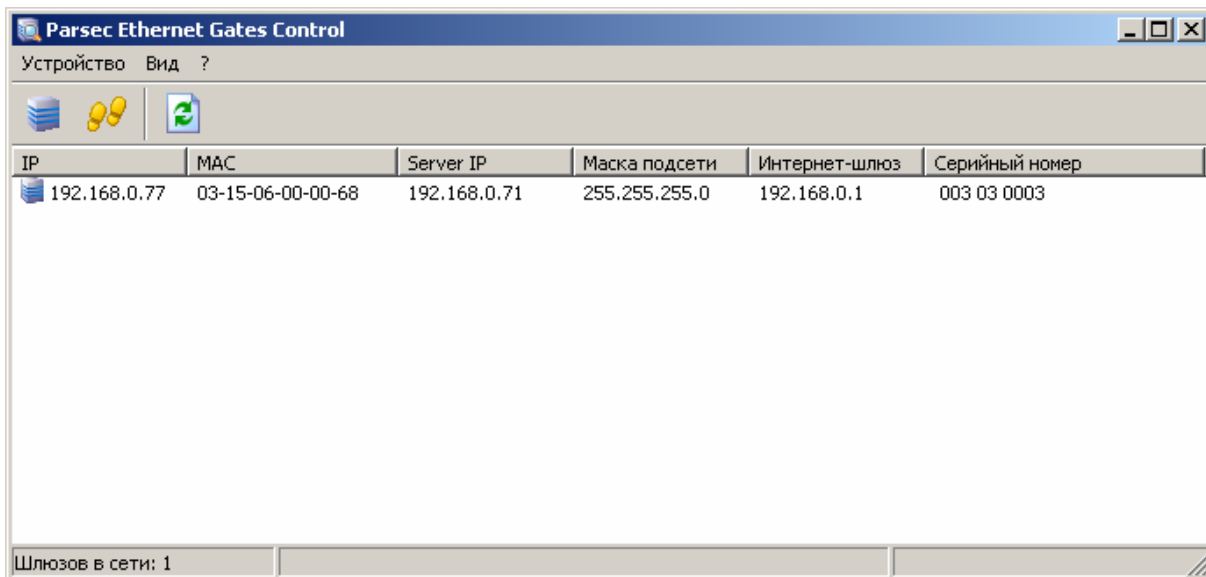 Parsec Ethernet Gates Control
Устройство Вид ?
IP MAC Server IP Маска подсети Интернет-шлюз Серийный номер
192.168.0.77 03-15-06-00-00-68 192.168.0.71 255.255.255.0 192.168.0.1 003 03 0003
Шлюзов в сети: 1